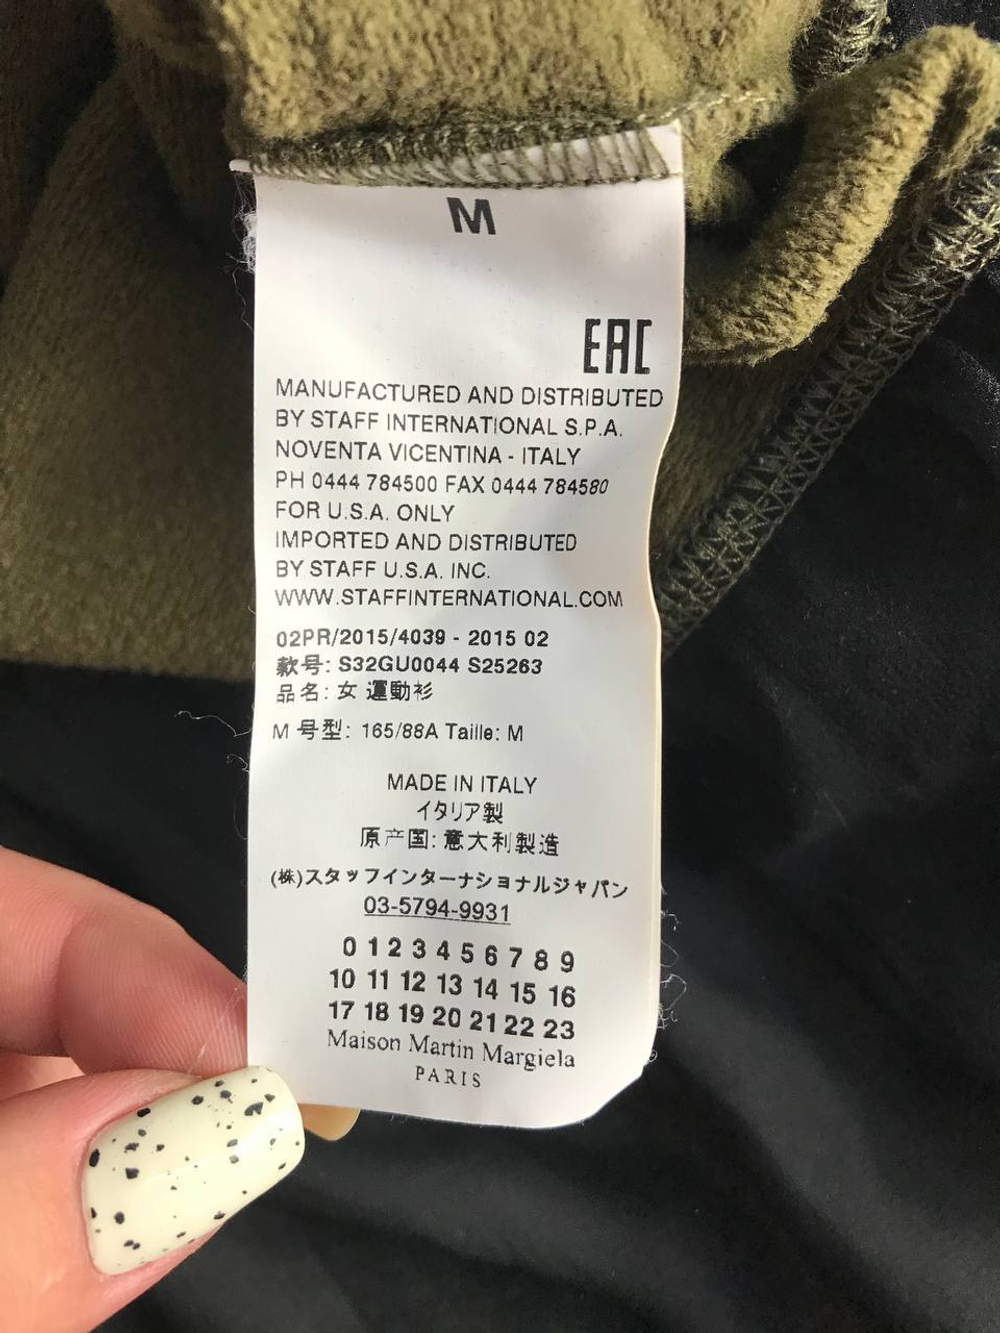 M
EAC
MANUFACTURED AND DISTRIBUTED
BY STAFF INTERNATIONAL S.P.A.
NOVENTA VICENTINA - ITALY
PH 0444 784500 FAX 0444 784580
FOR U.S.A. ONLY
IMPORTED AND DISTRIBUTED
BY STAFF U.S.A. INC.
WWW.STAFFINTERNATIONAL.COM
02PR/2015/4039 - 2015 02
款号: S32GU0044 S25263
品名: 女 運動衫
M 号型: 165/88A Taille: M
MADE IN ITALY
イタリア製
原产国: 意大利製造
(株)スタッフインターナショナルジャパン
03-5794-9931
0 1 2 3 4 5 6 7 8 9
10 11 12 13 14 15 16
17 18 19 20 21 22 23
Maison Martin Margiela
PARIS